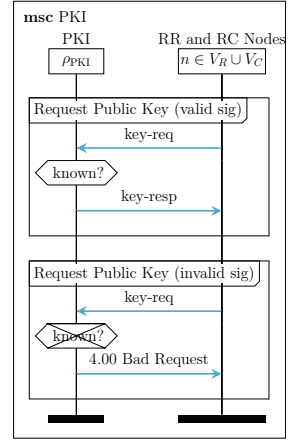 msc PKI
PKI
RR and RC Nodes
ρPKI
n ∈ VR ∪ VC
Request Public Key (valid sig)
key-req
known?
key-resp
Request Public Key (invalid sig)
key-req
known?
4.00 Bad Request